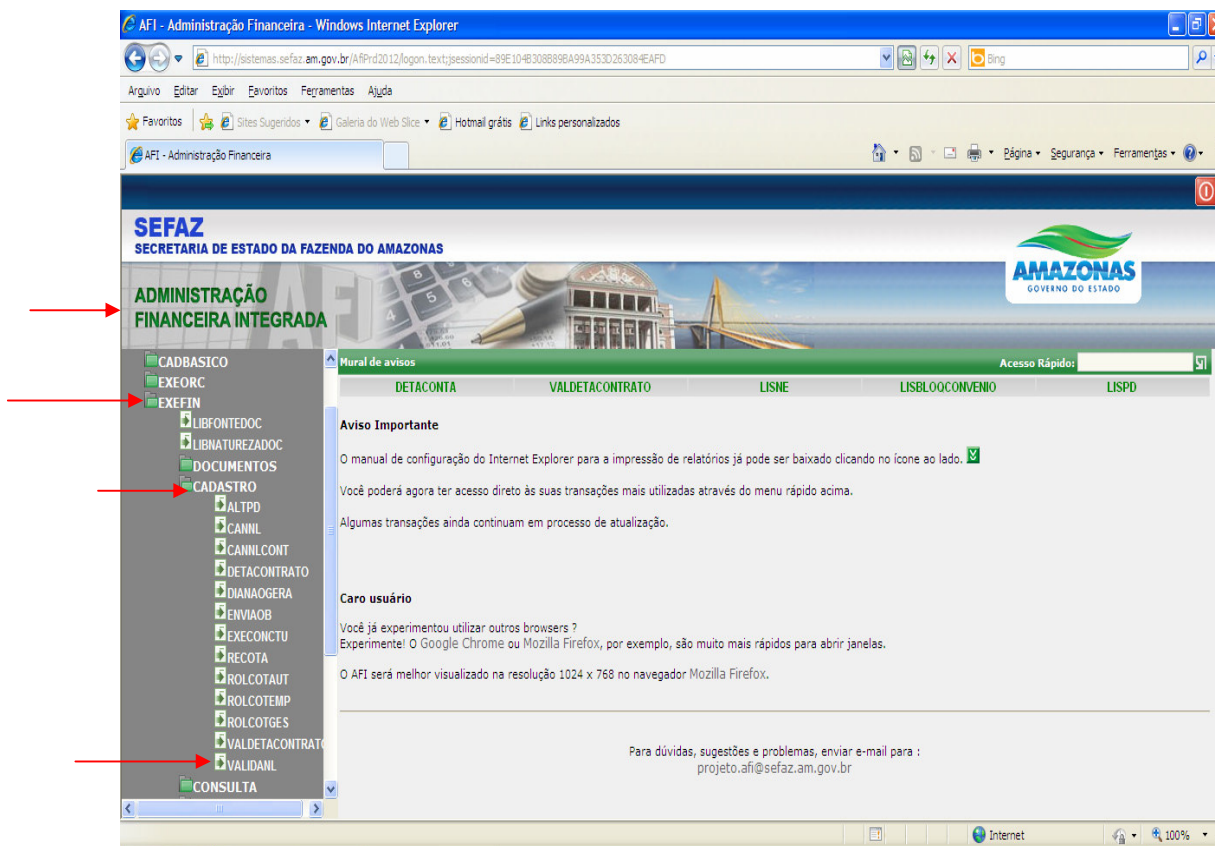 AFI - Administração Financeira - Windows Internet Explorer
http://sistemas.sefaz.am.gov.br/AfiPrd2012/logon.text;jsessionid=89E104B308B89BA99A353D263084EAFD
Bing
Arquivo Editar Exibir Favoritos Ferramentas Ajuda
Favoritos Sites Sugeridos Galeria do Web Slice Hotmail grátis Links personalizados
AFI - Administração Financeira
Página Segurança Ferramentas
SEFAZ
SECRETARIA DE ESTADO DA FAZENDA DO AMAZONAS
AMAZONAS
GOVERNO DO ESTADO
ADMINISTRAÇÃO
FINANCEIRA INTEGRADA
AFI
CADBASICO
EXEORC
EXEFIN
LIBFONTEDOC
LIBNATUREZADOC
DOCUMENTOS
CADASTRO
ALTPD
CANNL
CANNLCONT
DETACONTRATO
DIANAOGERA
ENVIAOB
EXECONCTU
RECOTA
ROLCOTAUT
ROLCOTEMP
ROLCOTGES
VALDETACONTRATO
VALIDANL
CONSULTA
Mural de avisos
Acesso Rápido:
DETACONTA VALDETACONTRATO LISNE LISBLOQCONVENIO LISPD
Aviso Importante
O manual de configuração do Internet Explorer para a impressão de relatórios já pode ser baixado clicando no ícone ao lado.
Você poderá agora ter acesso direto às suas transações mais utilizadas através do menu rápido acima.
Algumas transações ainda continuam em processo de atualização.
Caro usuário
Você já experimentou utilizar outros browsers ?
Experimente! O Google Chrome ou Mozilla Firefox, por exemplo, são muito mais rápidos para abrir janelas.
O AFI será melhor visualizado na resolução 1024 x 768 no navegador Mozilla Firefox.
Para dúvidas, sugestões e problemas, enviar e-mail para :
projeto.afi@sefaz.am.gov.br
Internet
100%